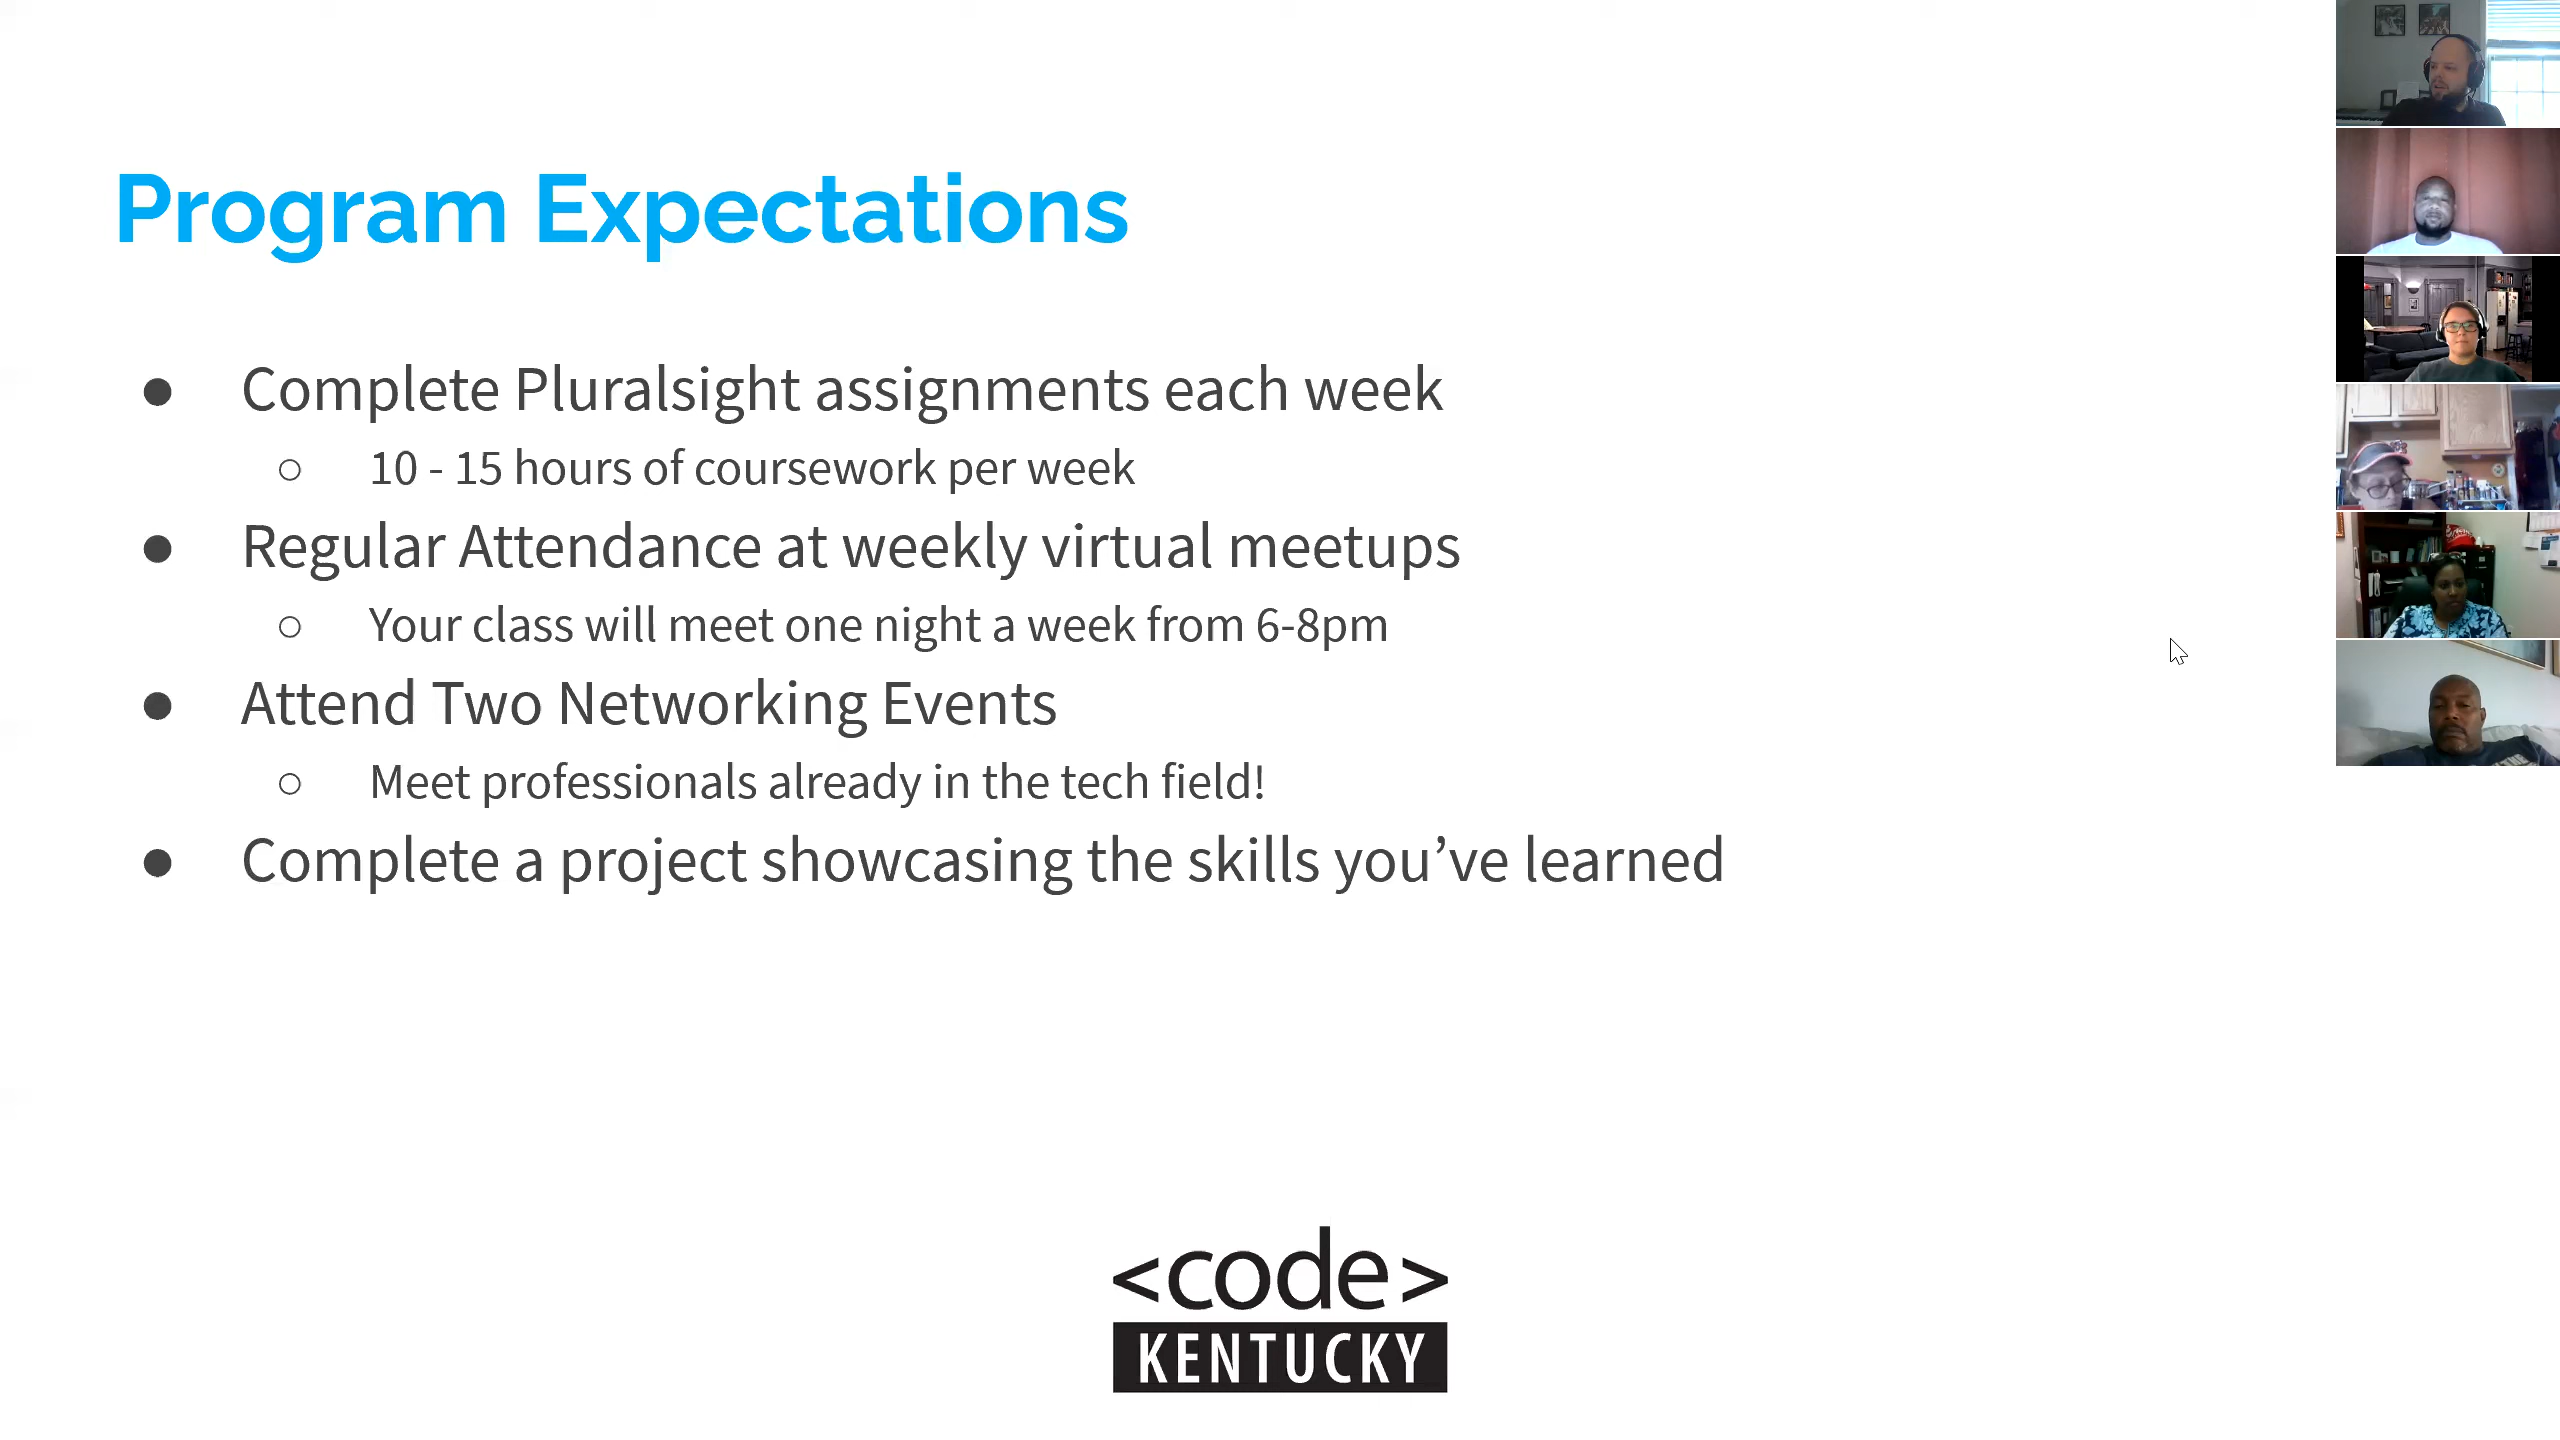 Program Expectations
● Complete Pluralsight assignments each week
○ 10 - 15 hours of coursework per week
● Regular Attendance at weekly virtual meetups
○ Your class will meet one night a week from 6-8pm
● Attend Two Networking Events
○ Meet professionals already in the tech field!
● Complete a project showcasing the skills you’ve learned
<code>
KENTUCKY